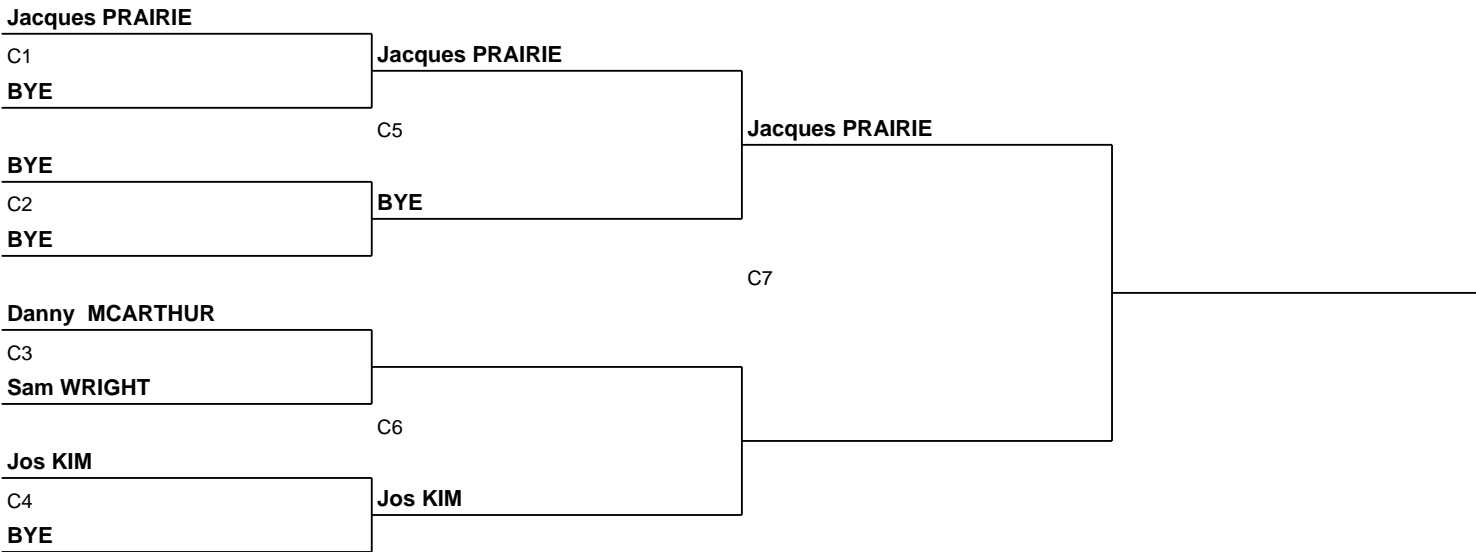 Jacques PRAIRIE
C1
BYE
Jacques PRAIRIE
C5
BYE
C2
BYE
BYE
Jacques PRAIRIE
C7
Danny  MCARTHUR
C3
Sam WRIGHT
C6
Jos KIM
C4
BYE
Jos KIM